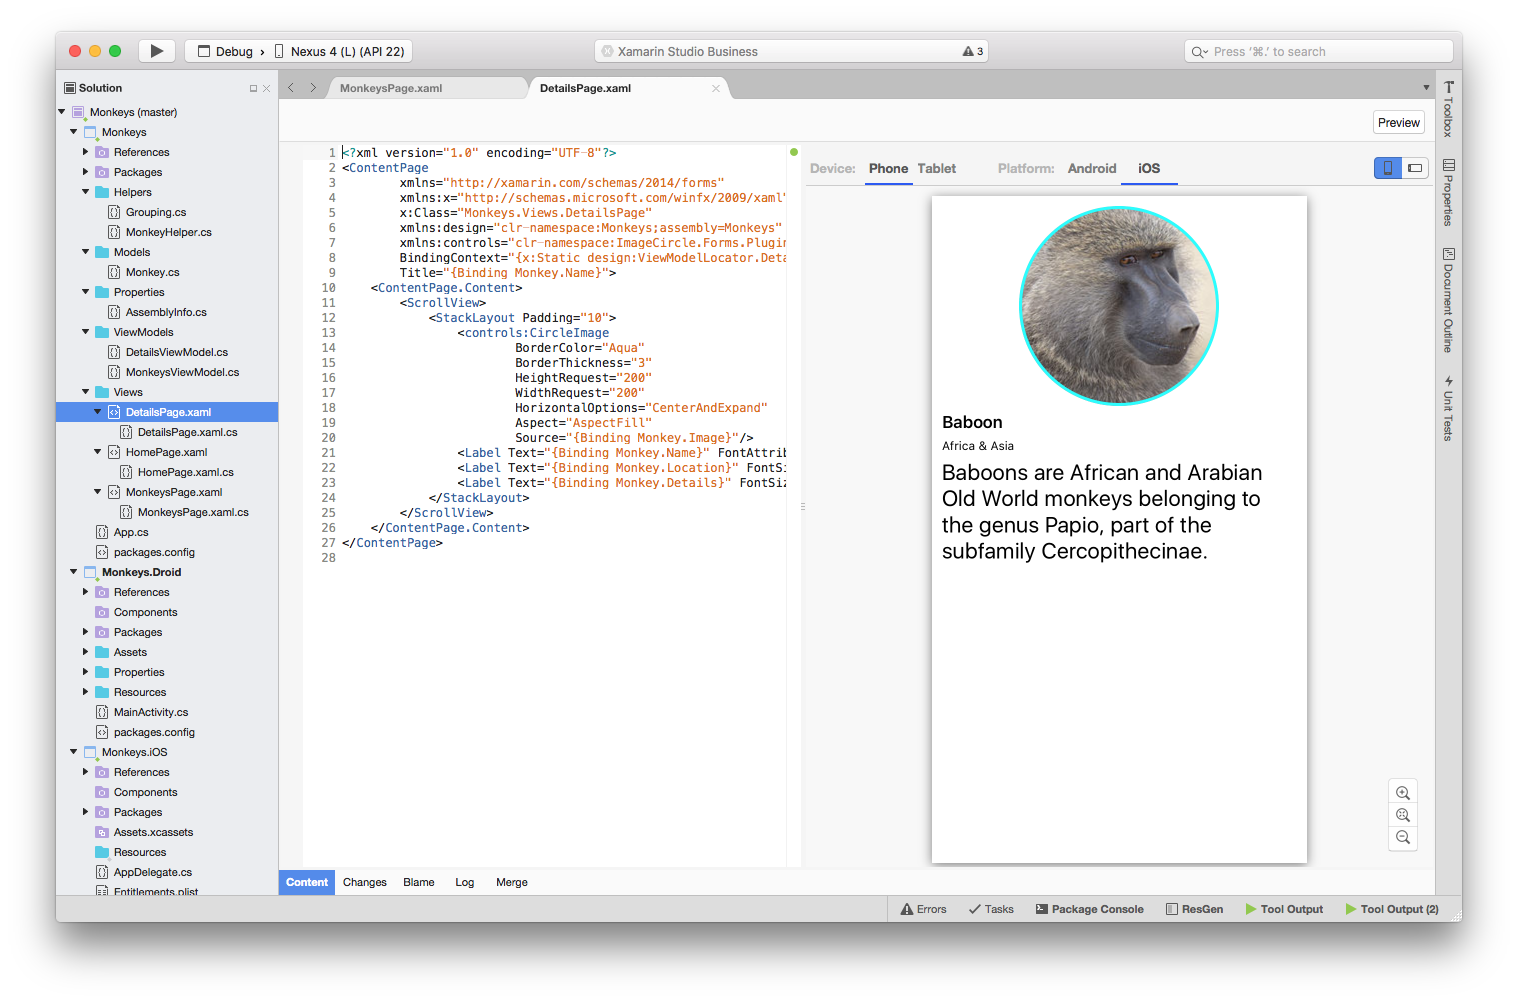 Debug › Nexus 4 (L) (API 22)
Xamarin Studio Business
3
Press ‘⌘.’ to search
Solution
Monkeys (master)
Monkeys
References
Packages
Helpers
Grouping.cs
MonkeyHelper.cs
Models
Monkey.cs
Properties
AssemblyInfo.cs
ViewModels
DetailsViewModel.cs
MonkeysViewModel.cs
Views
DetailsPage.xaml
DetailsPage.xaml.cs
HomePage.xaml
HomePage.xaml.cs
MonkeysPage.xaml
MonkeysPage.xaml.cs
App.cs
packages.config
Monkeys.Droid
References
Components
Packages
Assets
Properties
Resources
MainActivity.cs
packages.config
Monkeys.iOS
References
Components
Packages
Assets.xcassets
Resources
AppDelegate.cs
Entitlements.plist
MonkeysPage.xaml
DetailsPage.xaml
Preview
1 <?xml version="1.0" encoding="UTF-8"?>
2 <ContentPage
3 xmlns="http://xamarin.com/schemas/2014/forms"
4 xmlns:x="http://schemas.microsoft.com/winfx/2009/xaml"
5 x:Class="Monkeys.Views.DetailsPage"
6 xmlns:design="clr-namespace:Monkeys;assembly=Monkeys"
7 xmlns:controls="clr-namespace:ImageCircle.Forms.Plugin
8 BindingContext="{x:Static design:ViewModelLocator.Deta
9 Title="{Binding Monkey.Name}">
10 <ContentPage.Content>
11 <ScrollView>
12 <StackLayout Padding="10">
13 <controls:CircleImage
14 BorderColor="Aqua"
15 BorderThickness="3"
16 HeightRequest="200"
17 WidthRequest="200"
18 HorizontalOptions="CenterAndExpand"
19 Aspect="AspectFill"
20 Source="{Binding Monkey.Image}"/>
21 <Label Text="{Binding Monkey.Name}" FontAttrib
22 <Label Text="{Binding Monkey.Location}" FontSi
23 <Label Text="{Binding Monkey.Details}" FontSiz
24 </StackLayout>
25 </ScrollView>
26 </ContentPage.Content>
27 </ContentPage>
28
Device: Phone Tablet Platform: Android iOS
Baboon
Africa & Asia
Baboons are African and Arabian
Old World monkeys belonging to
the genus Papio, part of the
subfamily Cercopithecinae.
Toolbox
Properties
Document Outline
Unit Tests
Content Changes Blame Log Merge
Errors Tasks Package Console ResGen Tool Output Tool Output (2)